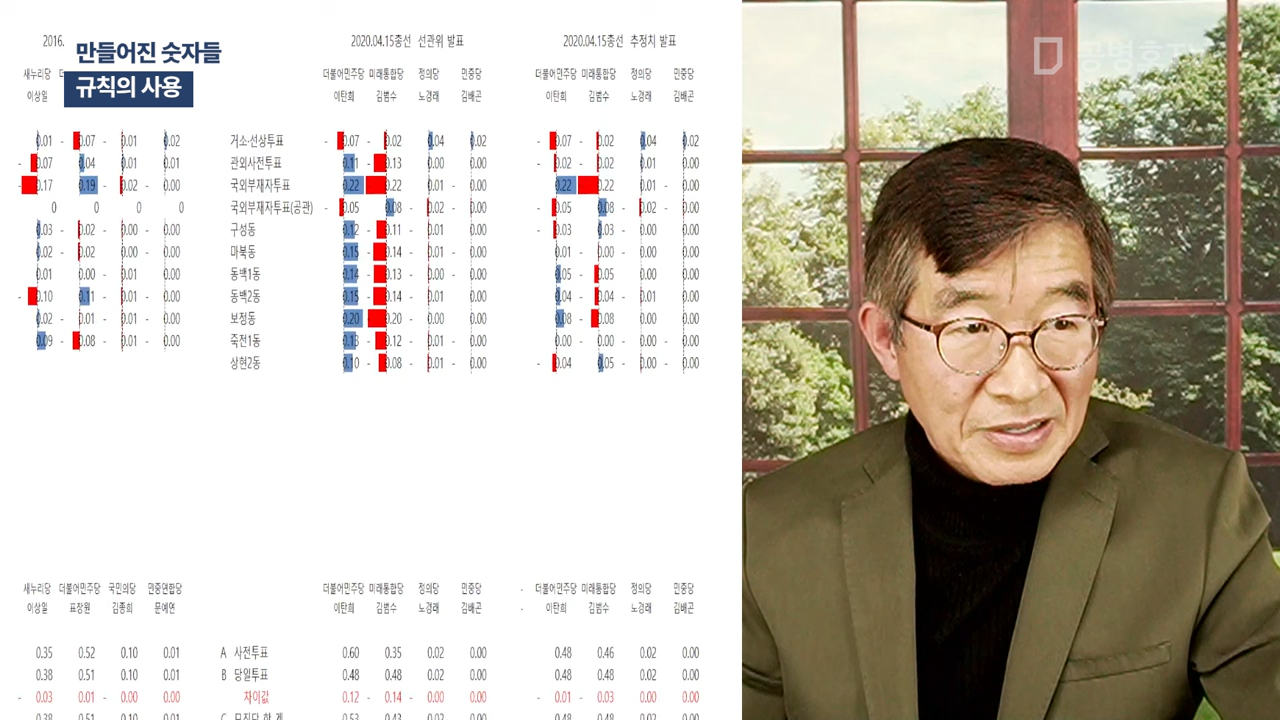 2016.
만들어진 숫자들
규칙의 사용
2020.04.15총선 선관위 발표
2020.04.15총선 추정치 발표
공병호TV
새누리당
이상일
더불어민주당 미래통합당 정의당 민중당
이탄희 김범수 노경래 김배곤
더불어민주당 미래통합당 정의당 민중당
이탄희 김범수 노경래 김배곤
0.01 0.07 - 0.01 - 0.02 거소·선상투표 - 0.07 - 0.02 0.04 0.02 - 0.07 - 0.02 0.04 0.02
- 0.07 0.04 0.01 0.01 관외사전투표 0.11 - 0.13 0.00 - 0.00 - 0.02 - 0.02 0.01 - 0.00
- 0.17 0.19 - 0.02 - 0.00 국외부재자투표 0.22 - 0.22 0.01 - 0.00 0.22 - 0.22 0.01 - 0.00
0 0 0 0 국외부재자투표(공관) - 0.05 0.08 - 0.02 - 0.00 - 0.05 0.08 - 0.02 - 0.00
0.03 - 0.02 - 0.00 - 0.00 구성동 0.12 - 0.11 - 0.01 - 0.00 - 0.03 0.03 - 0.00 - 0.00
0.02 - 0.02 - 0.00 - 0.00 마북동 0.15 - 0.14 - 0.01 - 0.00 0.01 - 0.00 - 0.00 - 0.00
0.01 0.00 - 0.01 - 0.00 동백1동 0.14 - 0.13 - 0.01 - 0.00 0.05 - 0.05 - 0.00 - 0.00
- 0.10 0.11 - 0.01 - 0.00 동백2동 0.15 - 0.14 - 0.01 - 0.00 0.04 - 0.04 - 0.01 - 0.00
0.02 - 0.01 - 0.01 - 0.00 보정동 0.20 - 0.20 - 0.00 - 0.00 0.08 - 0.08 - 0.00 - 0.00
0.09 - 0.08 - 0.01 - 0.00 죽전1동 0.13 - 0.12 - 0.01 - 0.00 0.00 - 0.00 - 0.00 - 0.00
상현2동 0.10 - 0.08 - 0.01 - 0.00 - 0.04 0.05 - 0.00 - 0.00
새누리당 더불어민주당 국민의당 민중연합당
이상일 표창원 김종희 문예연
더불어민주당 미래통합당 정의당 민중당
이탄희 김범수 노경래 김배곤
- 더불어민주당 미래통합당 정의당 민중당
- 이탄희 김범수 노경래 김배곤
0.35 0.52 0.10 0.01 A 사전투표 0.60 0.35 0.02 0.00 0.48 0.46 0.02 0.00
0.38 0.51 0.10 0.01 B 당일투표 0.48 0.48 0.02 0.00 0.48 0.48 0.02 0.00
- 0.03 0.01 - 0.00 - 0.00 차이값 0.12 - 0.14 - 0.00 - 0.00 - 0.01 - 0.03 - 0.00 - 0.00
0.38 0.51 0.10 0.01 0.53 0.43 0.02 0.00 0.48 0.48 0.02 0.00